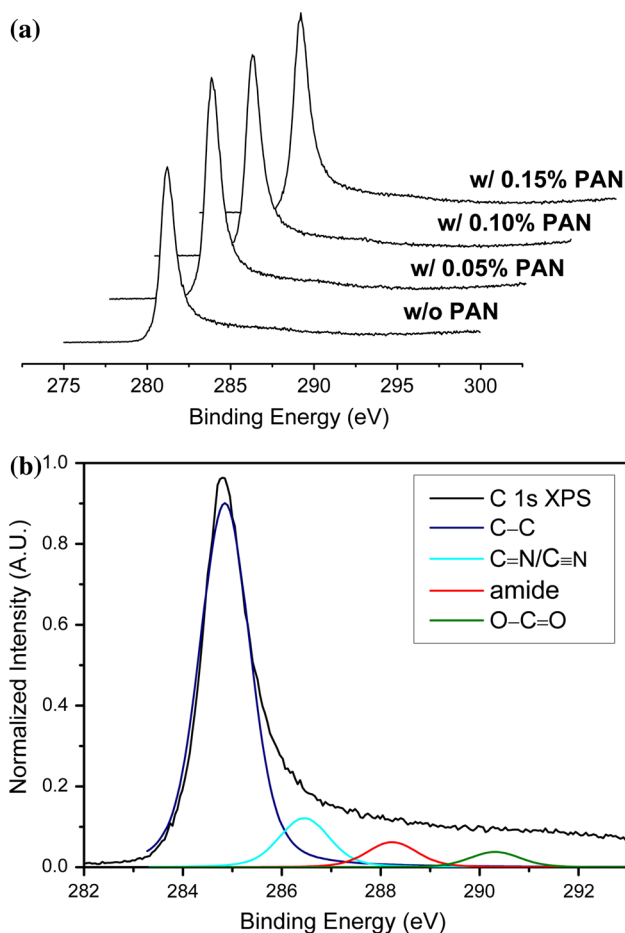 (a)
w/ 0.15% PAN
w/ 0.10% PAN
w/ 0.05% PAN
w/o PAN
275 280 285 290 295 300
Binding Energy (eV)
(b)
1.0
0.8
0.6
0.4
0.2
0.0
Normalized Intensity (A.U.)
C 1s XPS
C–C
C=N/C≡N
amide
O–C=O
282 284 286 288 290 292
Binding Energy (eV)